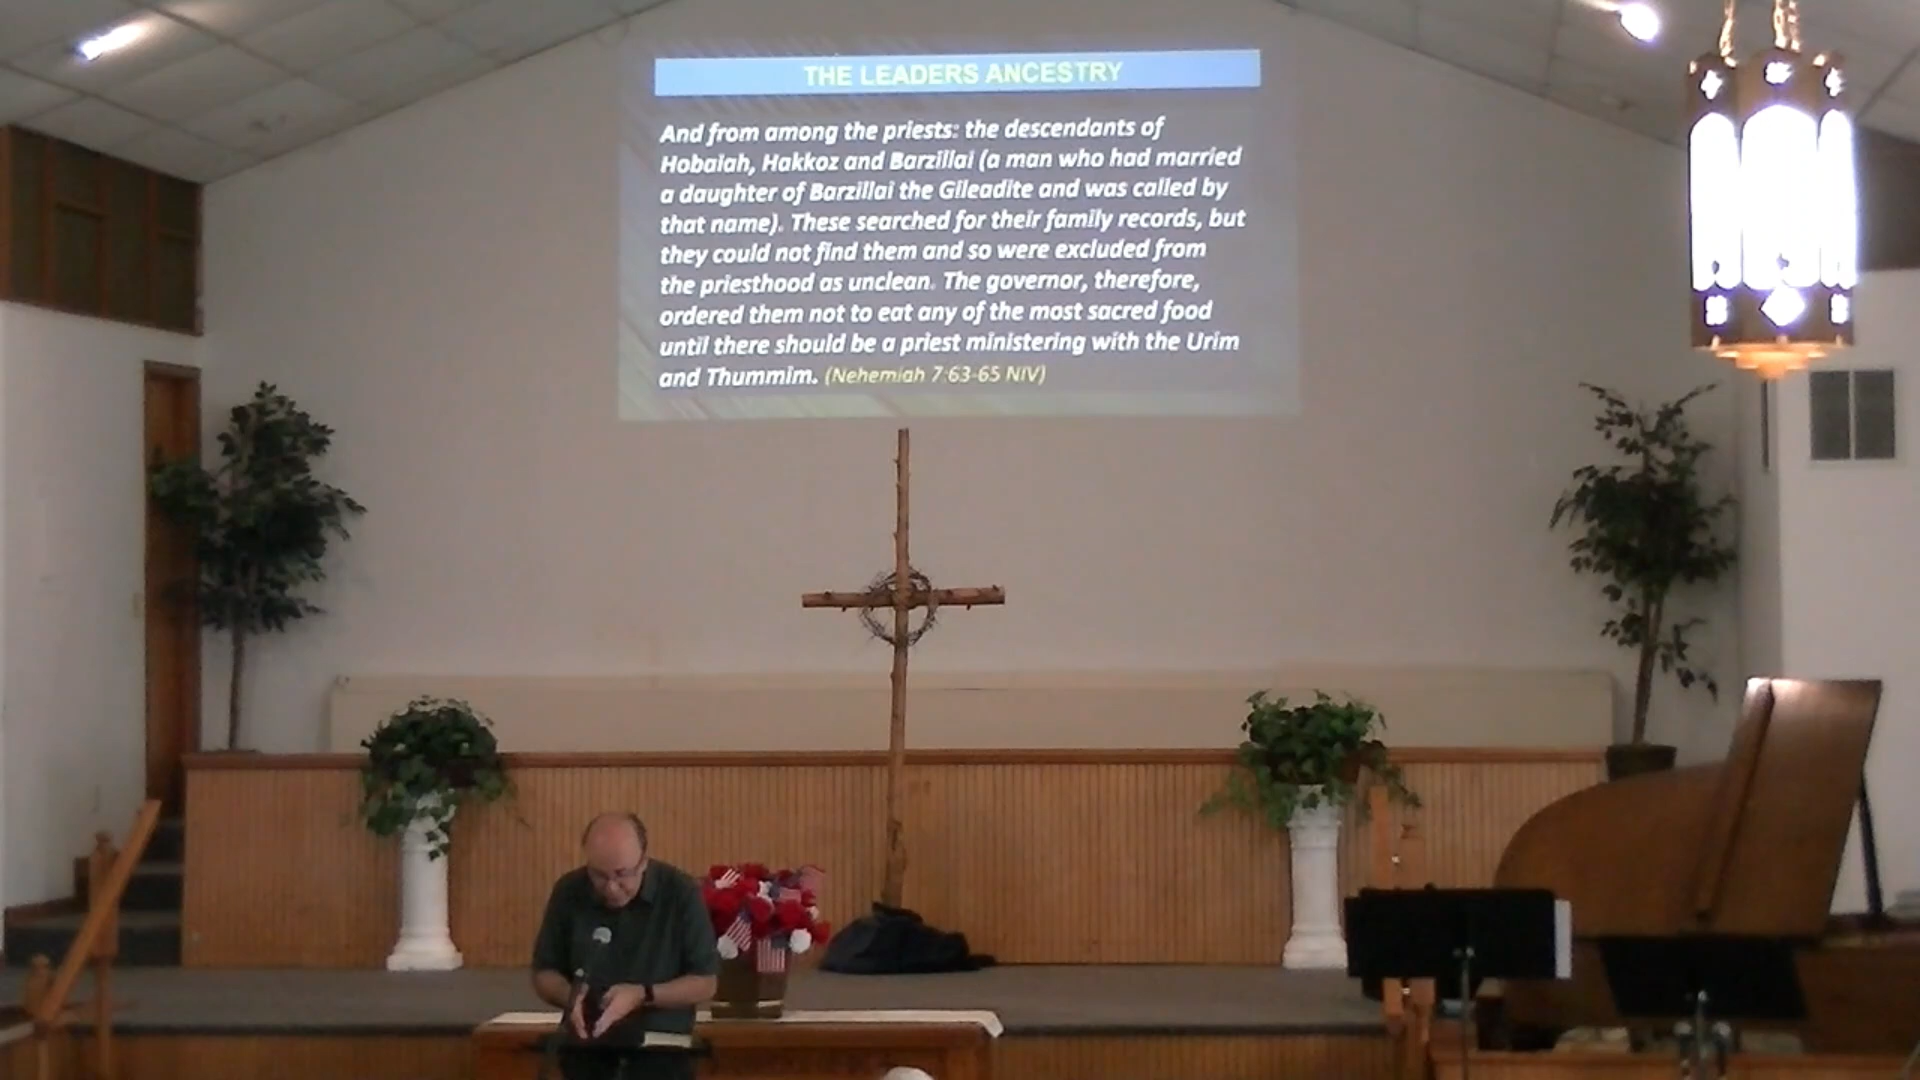 THE LEADERS ANCESTRY
And from among the priests: the descendants of
Hobaiah, Hakkoz and Barzillai (a man who had married
a daughter of Barzillai the Gileadite and was called by
that name). These searched for their family records, but
they could not find them and so were excluded from
the priesthood as unclean. The governor, therefore,
ordered them not to eat any of the most sacred food
until there should be a priest ministering with the Urim
and Thummim. (Nehemiah 7:63-65 NIV)